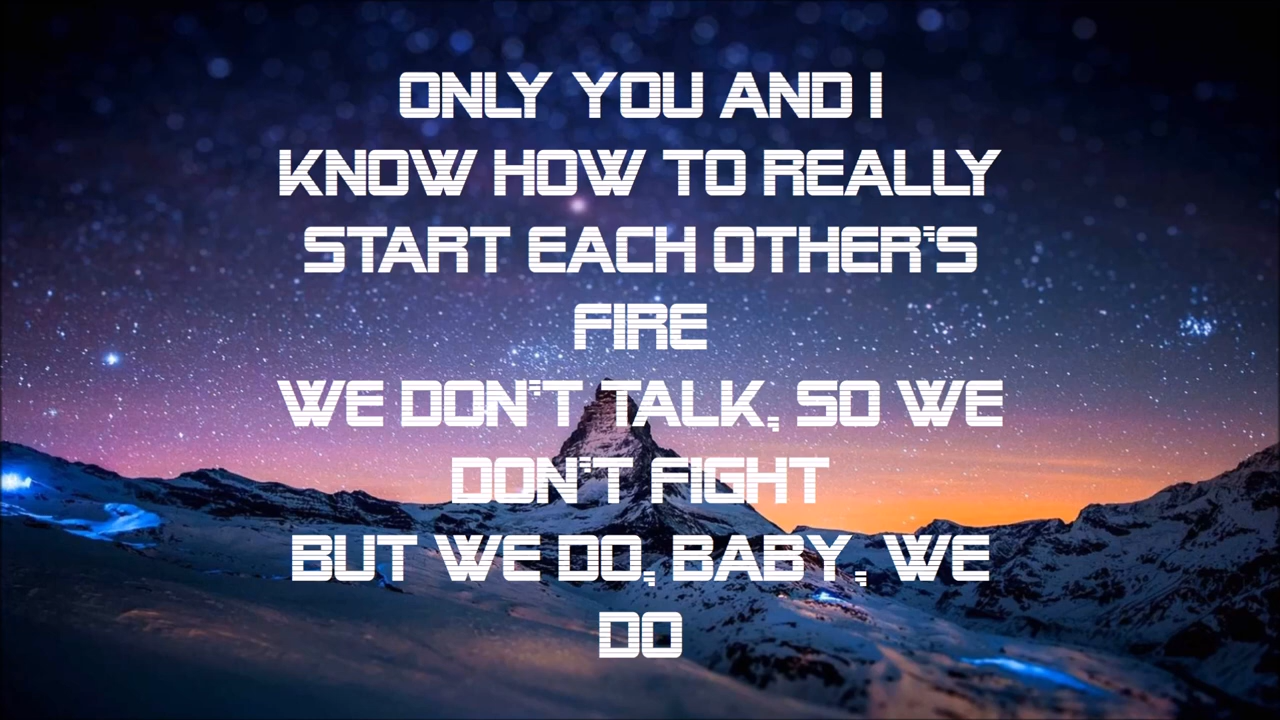 ONLY YOU AND I
KNOW HOW TO REALLY
START EACH OTHER'S
FIRE
WE DON'T TALK, SO WE
DON'T FIGHT
BUT WE DO, BABY, WE
DO